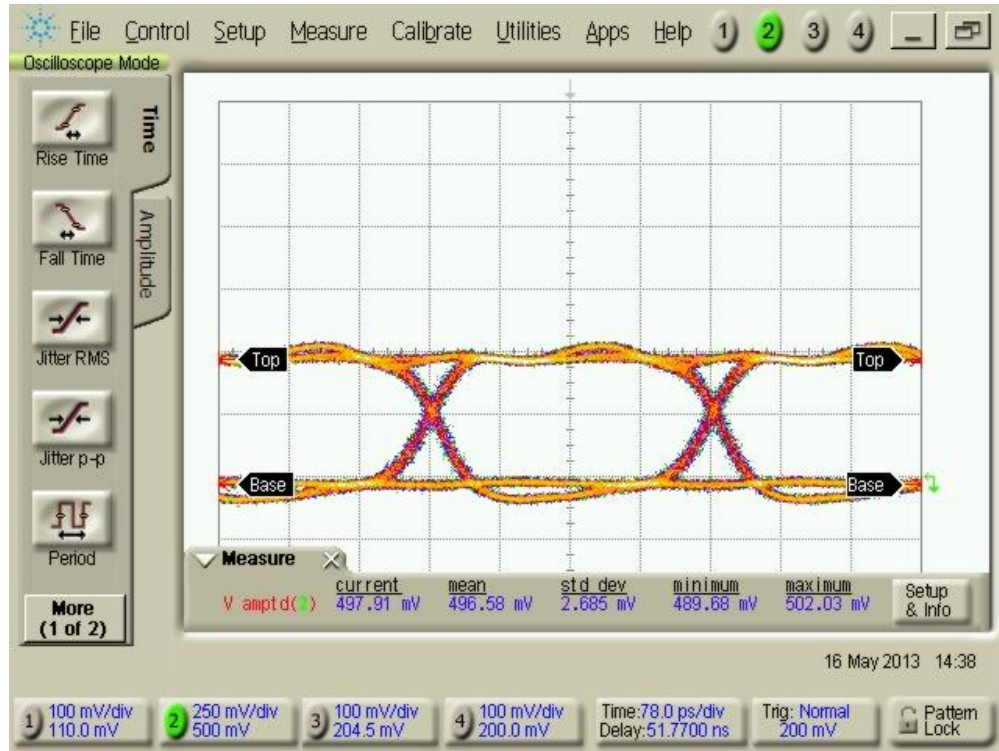 File Control Setup Measure Calibrate Utilities Apps Help 1 2 3 4
Oscilloscope Mode
Time
Amplitude
Rise Time
Fall Time
Jitter RMS
Jitter p-p
Period
More
(1 of 2)
Top Top
Base Base
Measure
current mean std dev minimum maximum
V amptd(2) 497.91 mV 496.58 mV 2.685 mV 489.68 mV 502.03 mV
Setup
& Info
16 May 2013 14:38
1 100 mV/div
110.0 mV
2 250 mV/div
500 mV
3 100 mV/div
204.5 mV
4 100 mV/div
200.0 mV
Time:78.0 ps/div
Delay:51.7700 ns
Trig: Normal
200 mV
Pattern
Lock